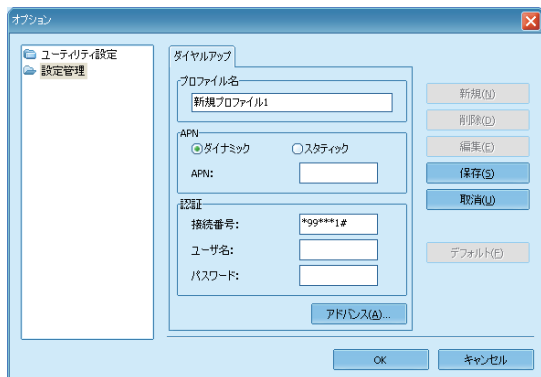 オプション
ユーティリティ設定
設定管理
ダイヤルアップ
プロファイル名
新規プロファイル1
APN
ダイナミック
スタティック
APN:
認証
接続番号:
*99***1#
ユーザ名:
パスワード:
アドバンス(A)...
新規(N)
削除(D)
編集(E)
保存(S)
取消(U)
デフォルト(F)
OK
キャンセル